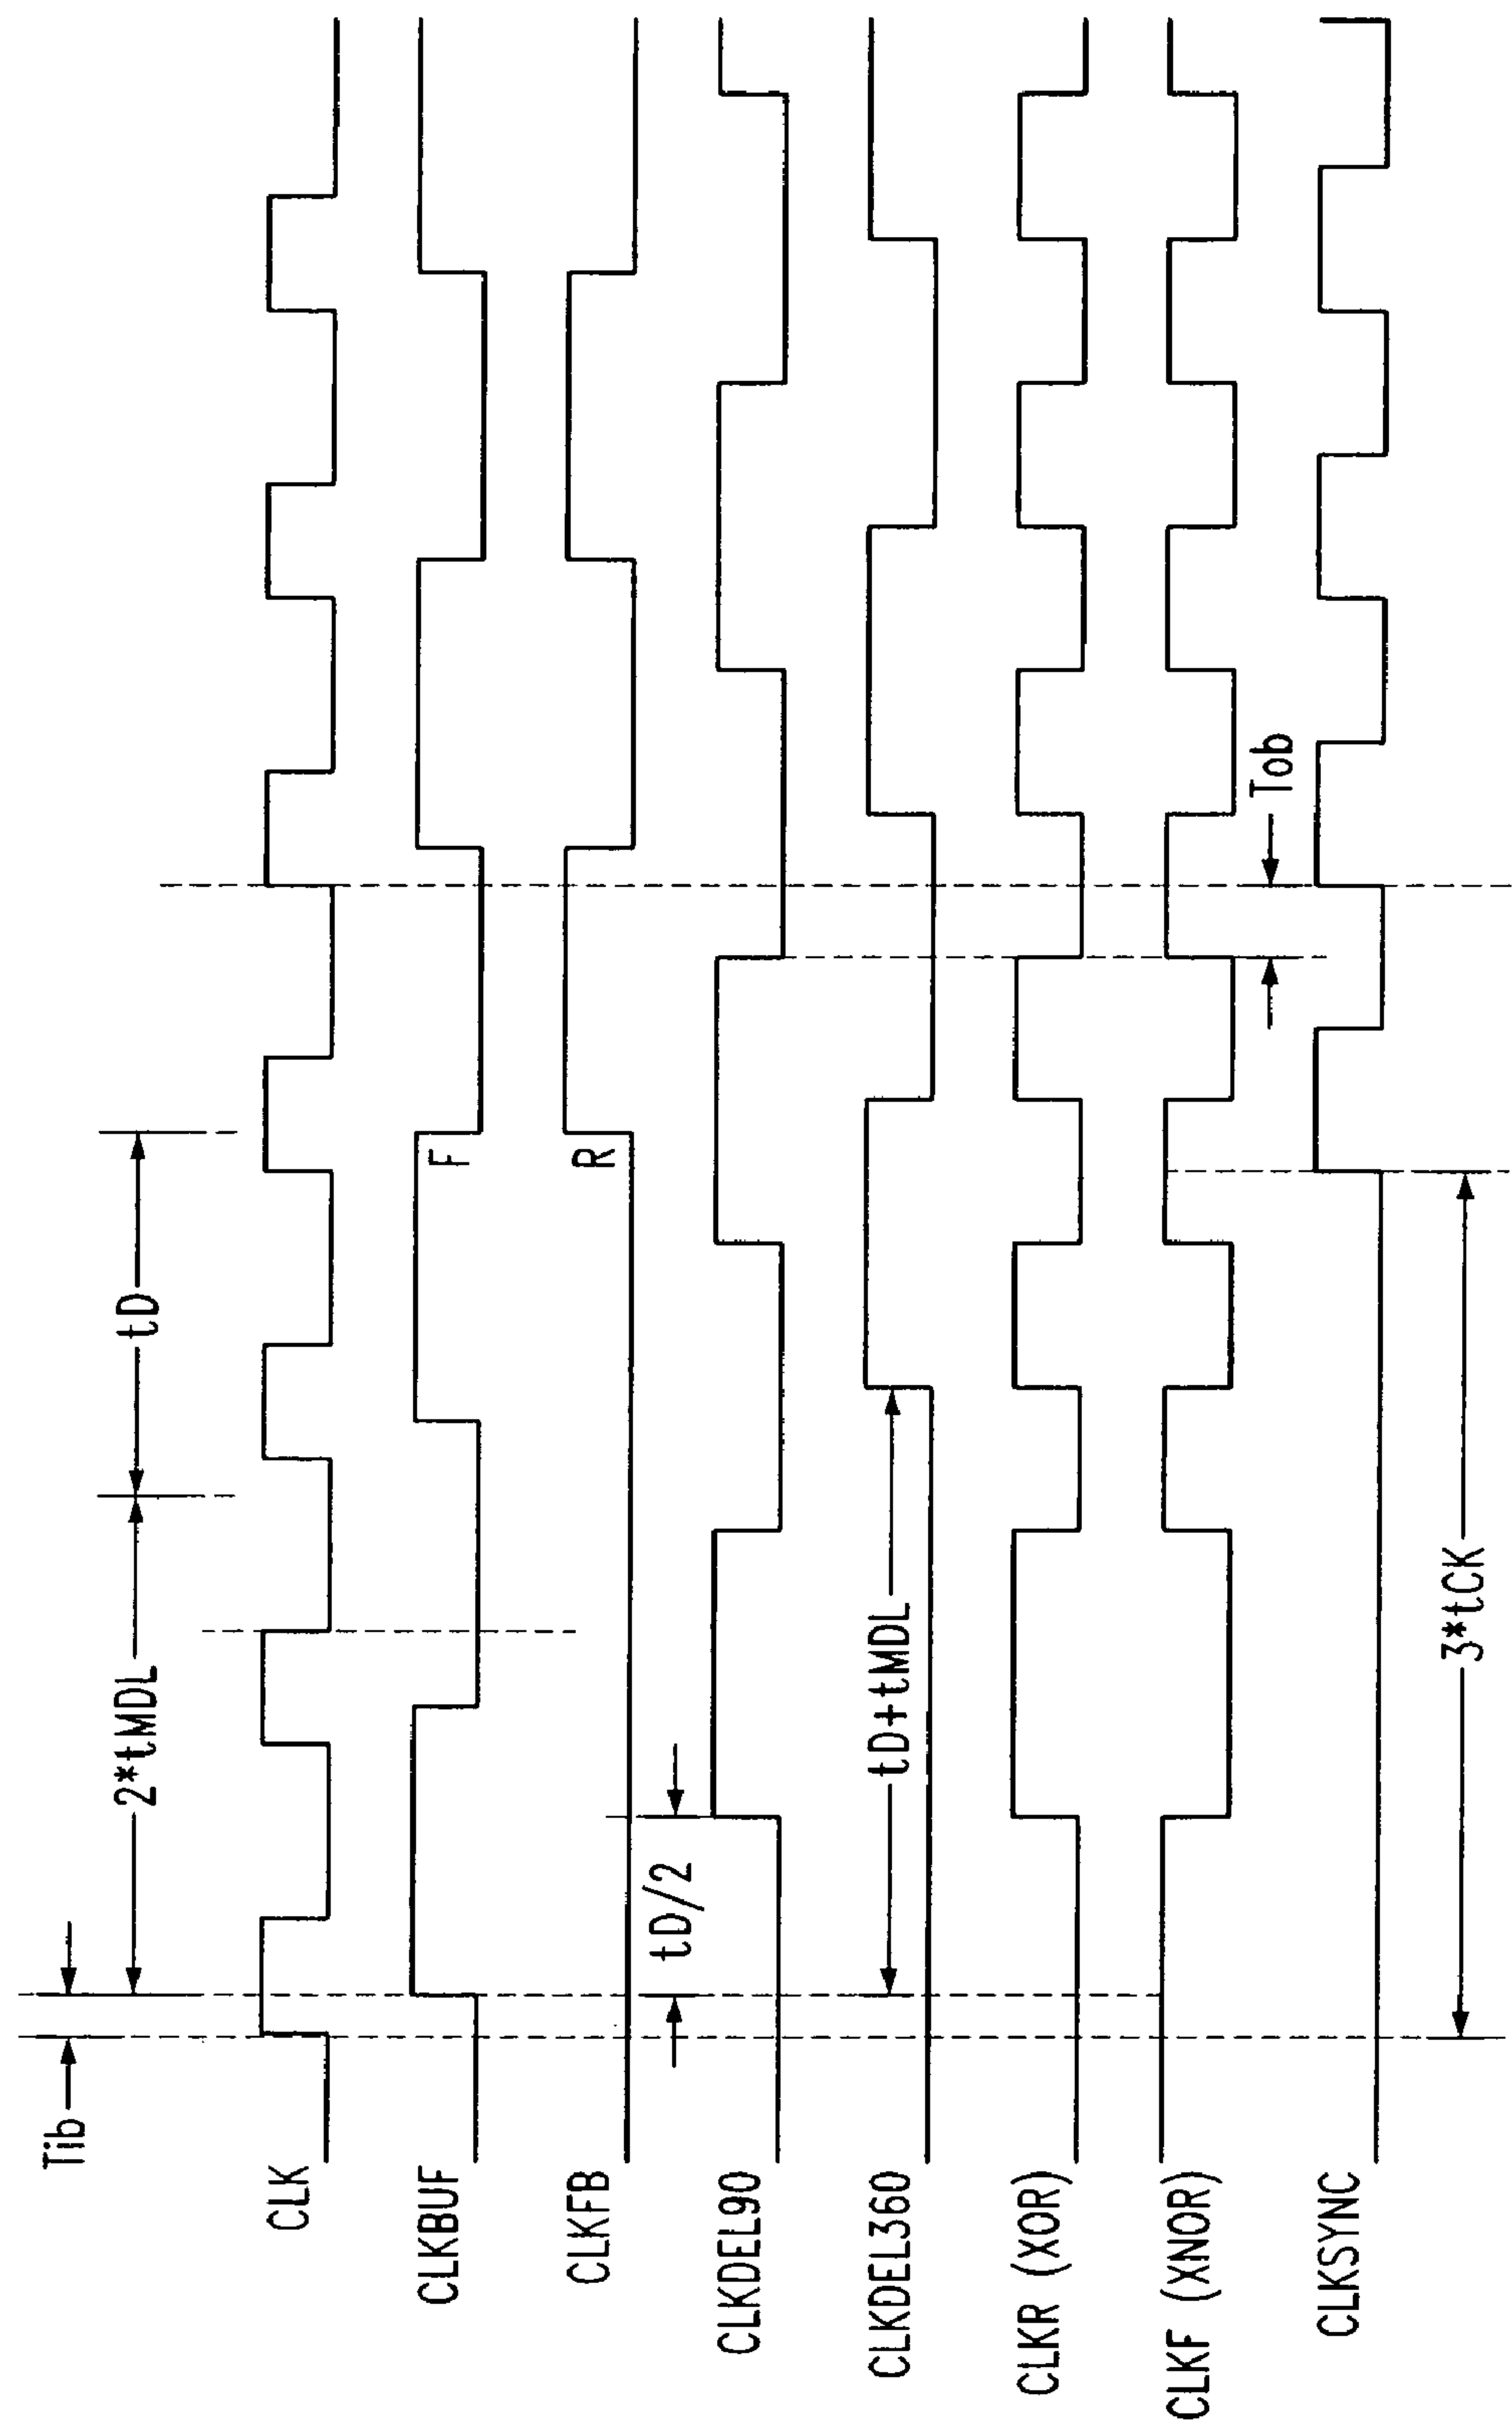 Tib
2*tMDL
tD
CLK
CLKBUF
F
CLKFB
R
tD/2
CLKDEL90
CLKDEL360
tD+tMDL
CLKR (XOR)
CLKF (XNOR)
Tob
CLKSYNC
3*tCK